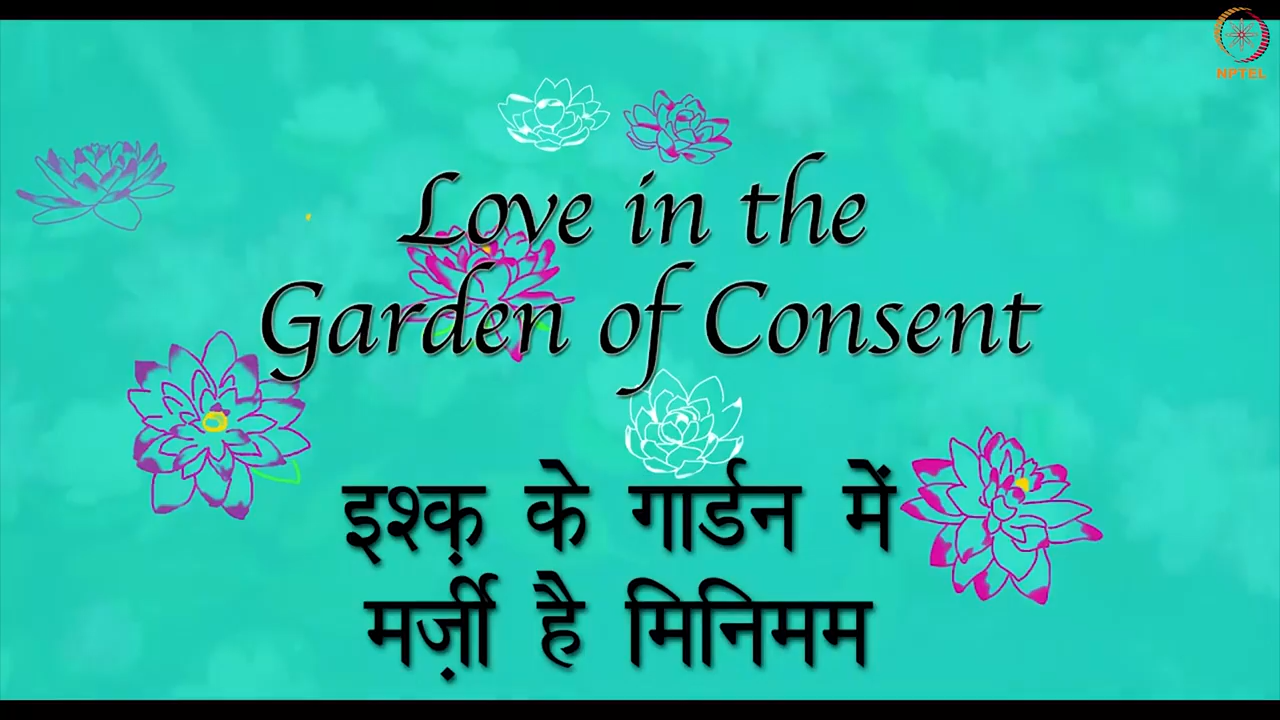 NPTEL
Love in the
Garden of Consent
इश्क़ के गार्डन में
मर्ज़ी है मिनिमम